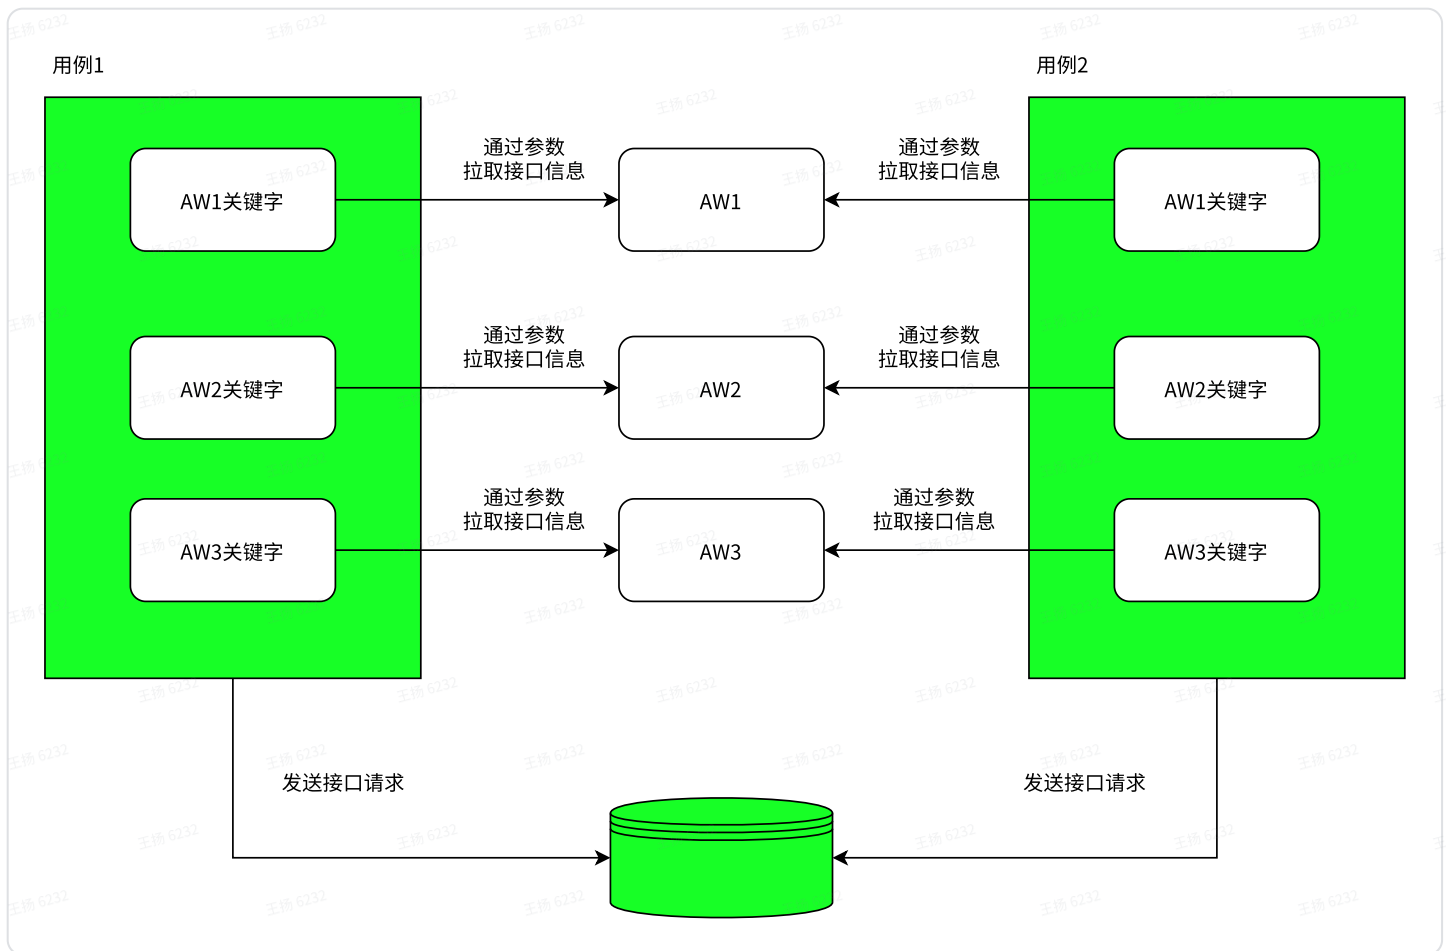 用例1
用例2
通过参数
拉取接口信息
通过参数
拉取接口信息
AW1关键字
AW1
AW1关键字
通过参数
拉取接口信息
通过参数
拉取接口信息
AW2关键字
AW2
AW2关键字
通过参数
拉取接口信息
通过参数
拉取接口信息
AW3关键字
AW3
AW3关键字
发送接口请求
发送接口请求
王扬 6232